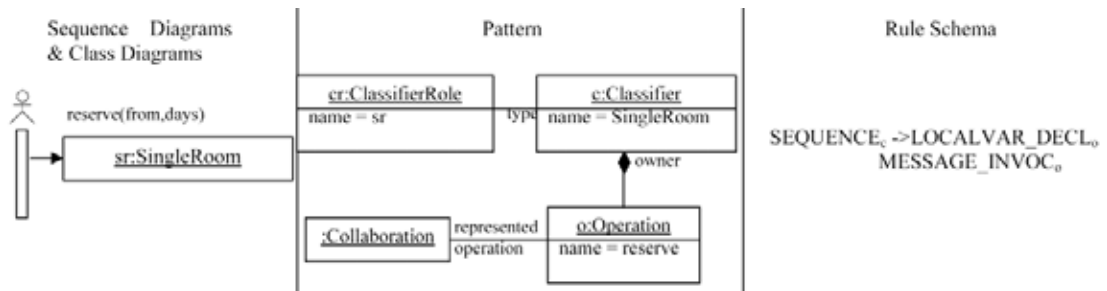 Sequence Diagrams
& Class Diagrams
Pattern
Rule Schema
reserve(from,days)
sr:SingleRoom
cr:ClassifierRole
name = sr
type
c:Classifier
name = SingleRoom
owner
:Collaboration
represented
operation
o:Operation
name = reserve
SEQUENCEc ->LOCALVAR_DECLo
MESSAGE_INVOCo